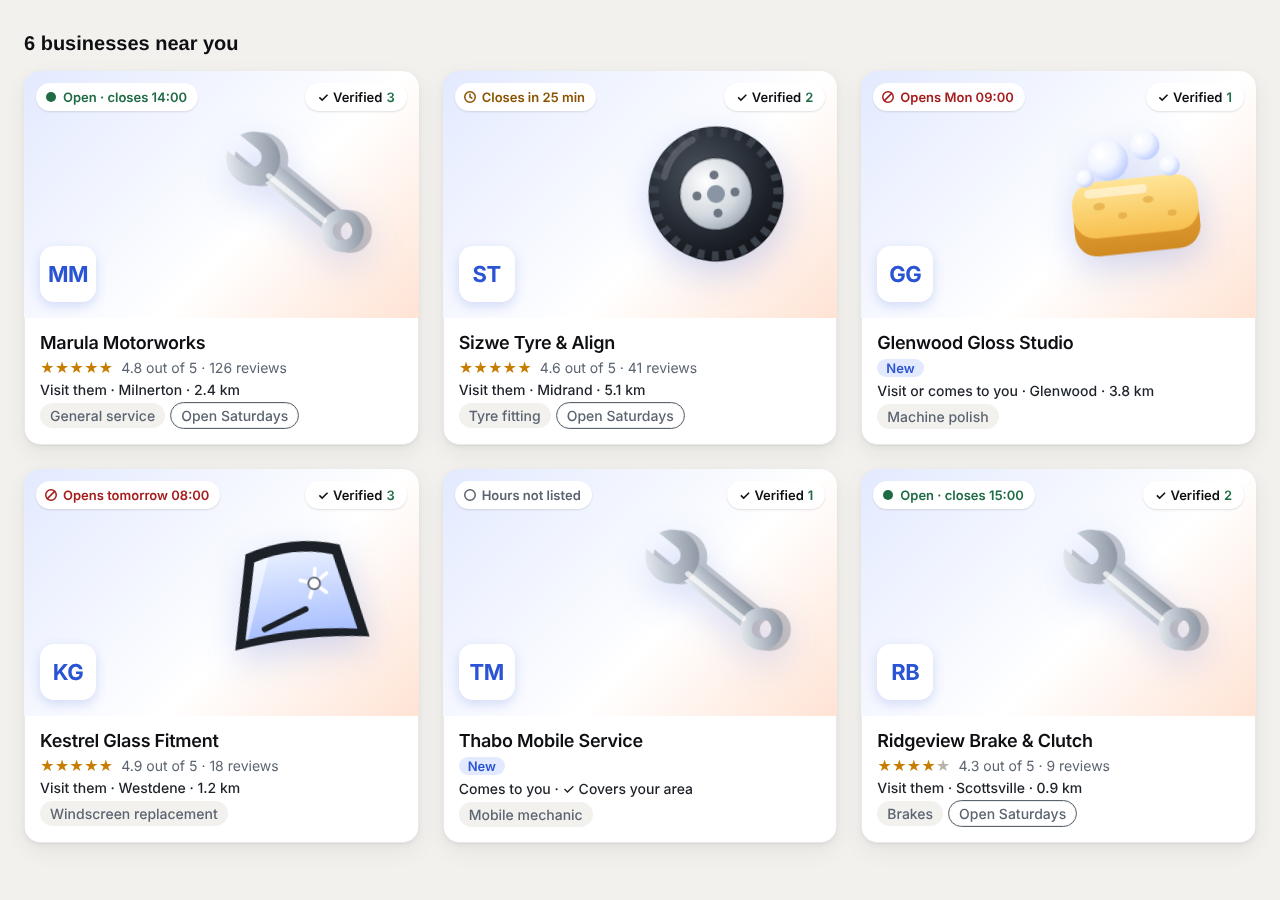 6 businesses near you
Open · closes 14:00
✓ Verified 3
MM
Marula Motorworks
★★★★★ 4.8 out of 5 · 126 reviews
Visit them · Milnerton · 2.4 km
General service
Open Saturdays
Closes in 25 min
✓ Verified 2
ST
Sizwe Tyre & Align
★★★★★ 4.6 out of 5 · 41 reviews
Visit them · Midrand · 5.1 km
Tyre fitting
Open Saturdays
Opens Mon 09:00
✓ Verified 1
GG
Glenwood Gloss Studio
New
Visit or comes to you · Glenwood · 3.8 km
Machine polish
Opens tomorrow 08:00
✓ Verified 3
KG
Kestrel Glass Fitment
★★★★★ 4.9 out of 5 · 18 reviews
Visit them · Westdene · 1.2 km
Windscreen replacement
Hours not listed
✓ Verified 1
TM
Thabo Mobile Service
New
Comes to you · ✓ Covers your area
Mobile mechanic
Open · closes 15:00
✓ Verified 2
RB
Ridgeview Brake & Clutch
★★★★★ 4.3 out of 5 · 9 reviews
Visit them · Scottsville · 0.9 km
Brakes
Open Saturdays